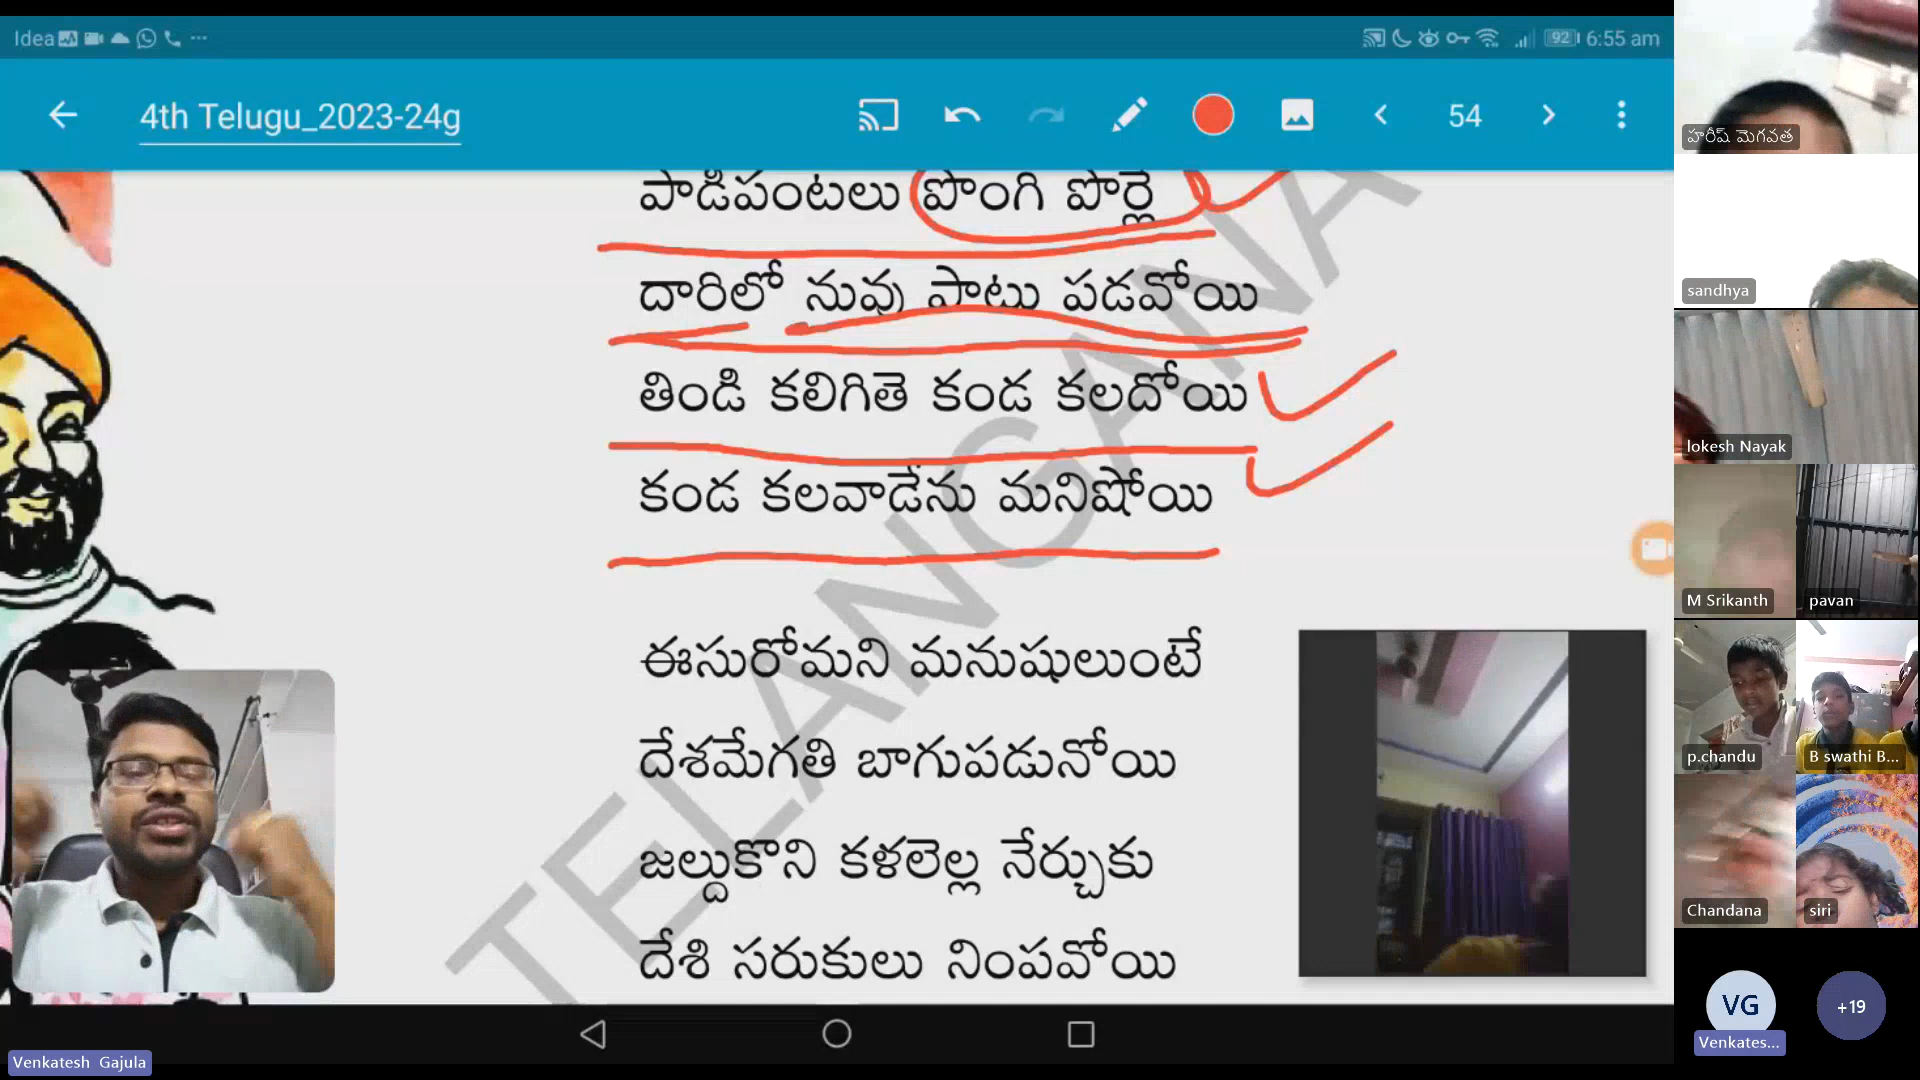 Idea
92
6:55 am
4th Telugu_2023-24g
54
పాడిపంటలు పొంగి పొర్లె
దారిలో నువు పాటు పడవోయి
తిండి కలిగితె కండ కలదోయి
కండ కలవాడేను మనిషోయి
ఈసురోమని మనుషులుంటే
దేశమేగతి బాగుపడునోయి
జల్దుకొని కళలెల్ల నేర్చుకు
దేశి సరుకులు నింపవోయి
TELANGANA
Venkatesh Gajula
హరీష్ మెగవత
sandhya
lokesh Nayak
M Srikanth
pavan
p.chandu
B swathi B...
Chandana
siri
VG
Venkates...
+19